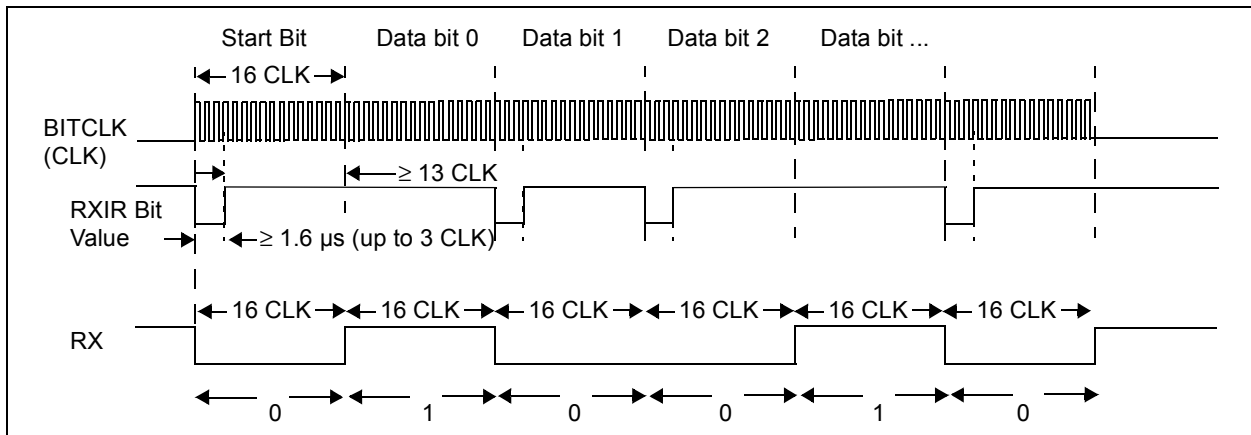 Start Bit Data bit 0 Data bit 1 Data bit 2 Data bit ...
16 CLK
BITCLK
(CLK)
≥ 13 CLK
RXIR Bit
Value
≥ 1.6 µs (up to 3 CLK)
16 CLK 16 CLK 16 CLK 16 CLK 16 CLK 16 CLK
RX
0 1 0 0 1 0